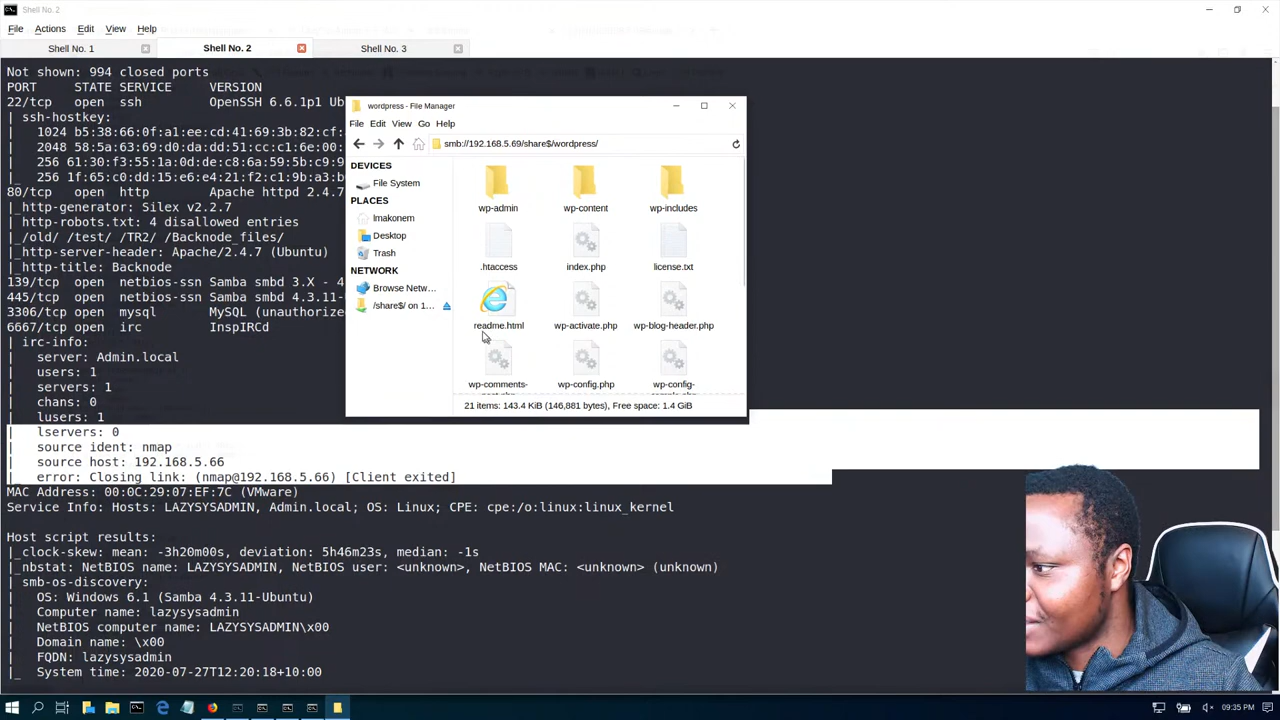 Shell No. 2
File Actions Edit View Help
Shell No. 1
Shell No. 2
Shell No. 3
Not shown: 994 closed ports
PORT STATE SERVICE VERSION
22/tcp open ssh OpenSSH 6.6.1p1 Ub
ssh-hostkey:
1024 b5:38:66:0f:a1:ee:cd:41:69:3b:82:cf:
2048 58:5a:63:69:d0:da:dd:51:cc:c1:6e:00:
256 61:30:f3:55:1a:0d:de:c8:6a:59:5b:c9:9
256 1f:65:c0:dd:15:e6:e4:21:f2:c1:9b:a3:
80/tcp open http Apache httpd 2.4.7
|_http-generator: Silex v2.2.7
| http-robots.txt: 4 disallowed entries
|_/old/ /test/ /TR2/ /Backnode_files/
|_http-server-header: Apache/2.4.7 (Ubuntu)
|_http-title: Backnode
139/tcp open netbios-ssn Samba smbd 3.X - 4
445/tcp open netbios-ssn Samba smbd 4.3.11-
3306/tcp open mysql MySQL (unauthorize
6667/tcp open irc InspIRCd
| irc-info:
| server: Admin.local
| users: 1
| servers: 1
| chans: 0
| lusers: 1
| lservers: 0
| source ident: nmap
| source host: 192.168.5.66
|_ error: Closing link: (nmap@192.168.5.66) [Client exited]
MAC Address: 00:0C:29:07:EF:7C (VMware)
Service Info: Hosts: LAZYSYSADMIN, Admin.local; OS: Linux; CPE: cpe:/o:linux:linux_kernel
Host script results:
|_clock-skew: mean: -3h20m00s, deviation: 5h46m23s, median: -1s
|_nbstat: NetBIOS name: LAZYSYSADMIN, NetBIOS user: <unknown>, NetBIOS MAC: <unknown> (unknown)
| smb-os-discovery:
| OS: Windows 6.1 (Samba 4.3.11-Ubuntu)
| Computer name: lazysysadmin
| NetBIOS computer name: LAZYSYSADMIN\x00
| Domain name: \x00
| FQDN: lazysysadmin
|_ System time: 2020-07-27T12:20:18+10:00
wordpress - File Manager
File Edit View Go Help
smb://192.168.5.69/share$/wordpress/
DEVICES
File System
PLACES
lmakonem
Desktop
Trash
NETWORK
Browse Netw...
/share$/ on 1...
wp-admin
wp-content
wp-includes
.htaccess
index.php
license.txt
readme.html
wp-activate.php
wp-blog-header.php
wp-comments-
wp-config.php
wp-config-
21 items: 143.4 KiB (146,881 bytes), Free space: 1.4 GiB
09:35 PM